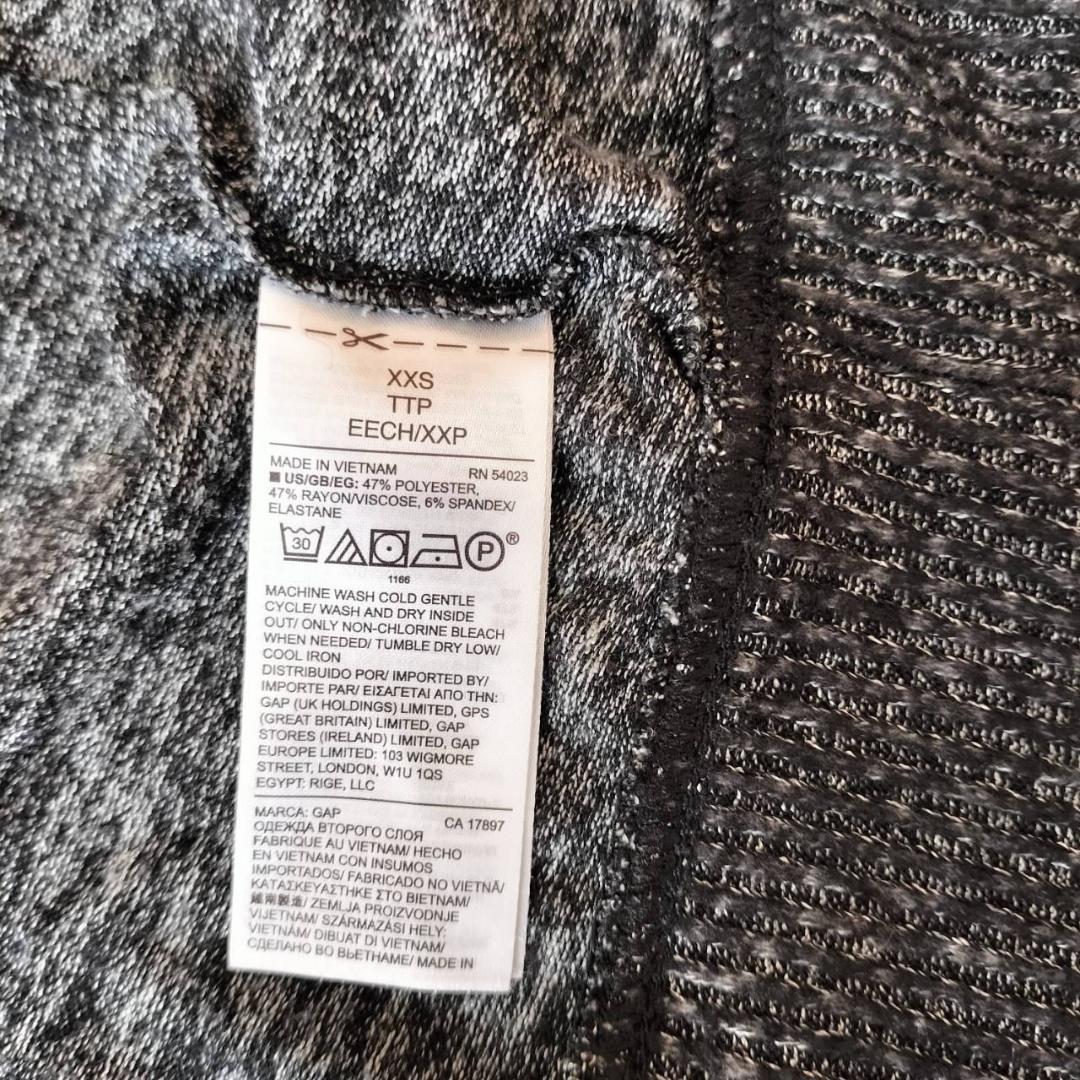 XXS
TTP
EECH/XXP
MADE IN VIETNAM RN 54023
US/GB/EG: 47% POLYESTER,
47% RAYON/VISCOSE, 6% SPANDEX/
ELASTANE
30 P®
1166
MACHINE WASH COLD GENTLE
CYCLE/ WASH AND DRY INSIDE
OUT/ ONLY NON-CHLORINE BLEACH
WHEN NEEDED/ TUMBLE DRY LOW/
COOL IRON
DISTRIBUIDO POR/ IMPORTED BY/
IMPORTE PAR/ ΕΙΣΑΓΕΤΑΙ ΑΠΟ ΤΗΝ:
GAP (UK HOLDINGS) LIMITED, GPS
(GREAT BRITAIN) LIMITED, GAP
STORES (IRELAND) LIMITED, GAP
EUROPE LIMITED: 103 WIGMORE
STREET, LONDON, W1U 1QS
EGYPT: RIGE, LLC
MARCA: GAP CA 17897
ОДЕЖДА ВТОРОГО СЛОЯ
FABRIQUE AU VIETNAM/ HECHO
EN VIETNAM CON INSUMOS
IMPORTADOS/ FABRICADO NO VIETNÃ/
ΚΑΤΑΣΚΕΥΑΣΤΗΚΕ ΣΤΟ ΒΙΕΤΝΑΜ/
越南製造/ ZEMLJA PROIZVODNJE
VIJETNAM/ SZÁRMAZÁSI HELY:
VIETNÁM/ DIBUAT DI VIETNAM/
СДЕЛАНО ВО ВЬЕТНАМЕ/ MADE IN